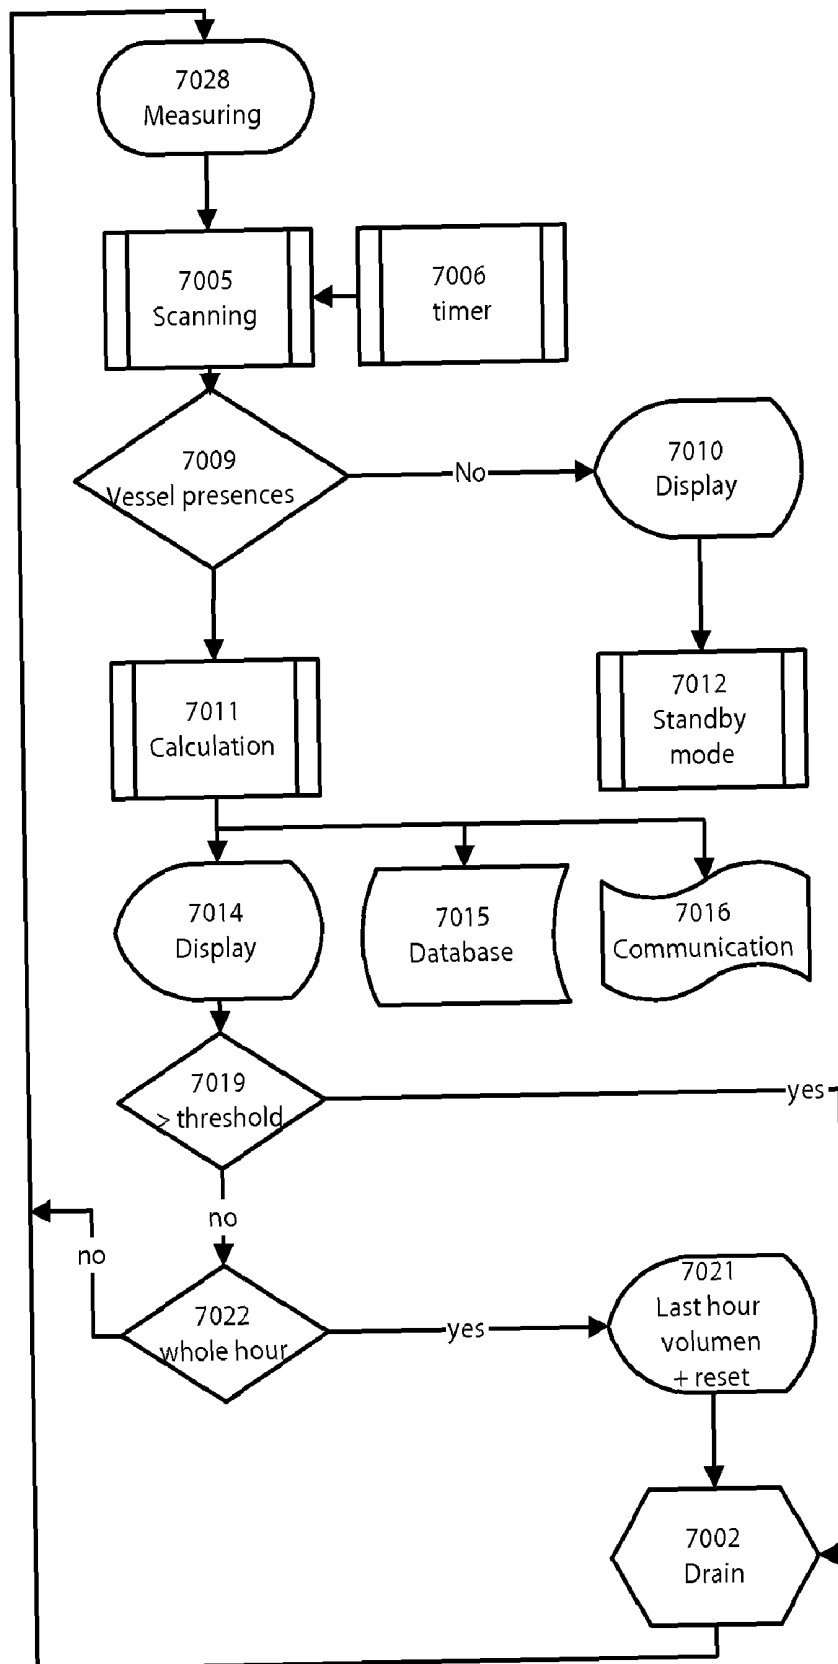 7028
Measuring
7005
Scanning
7006
timer
7009
Vessel presences
No
7010
Display
7011
Calculation
7012
Standby
mode
7014
Display
7015
Database
7016
Communication
7019
> threshold
yes
no
no
7022
whole hour
yes
7021
Last hour
volumen
+ reset
7002
Drain